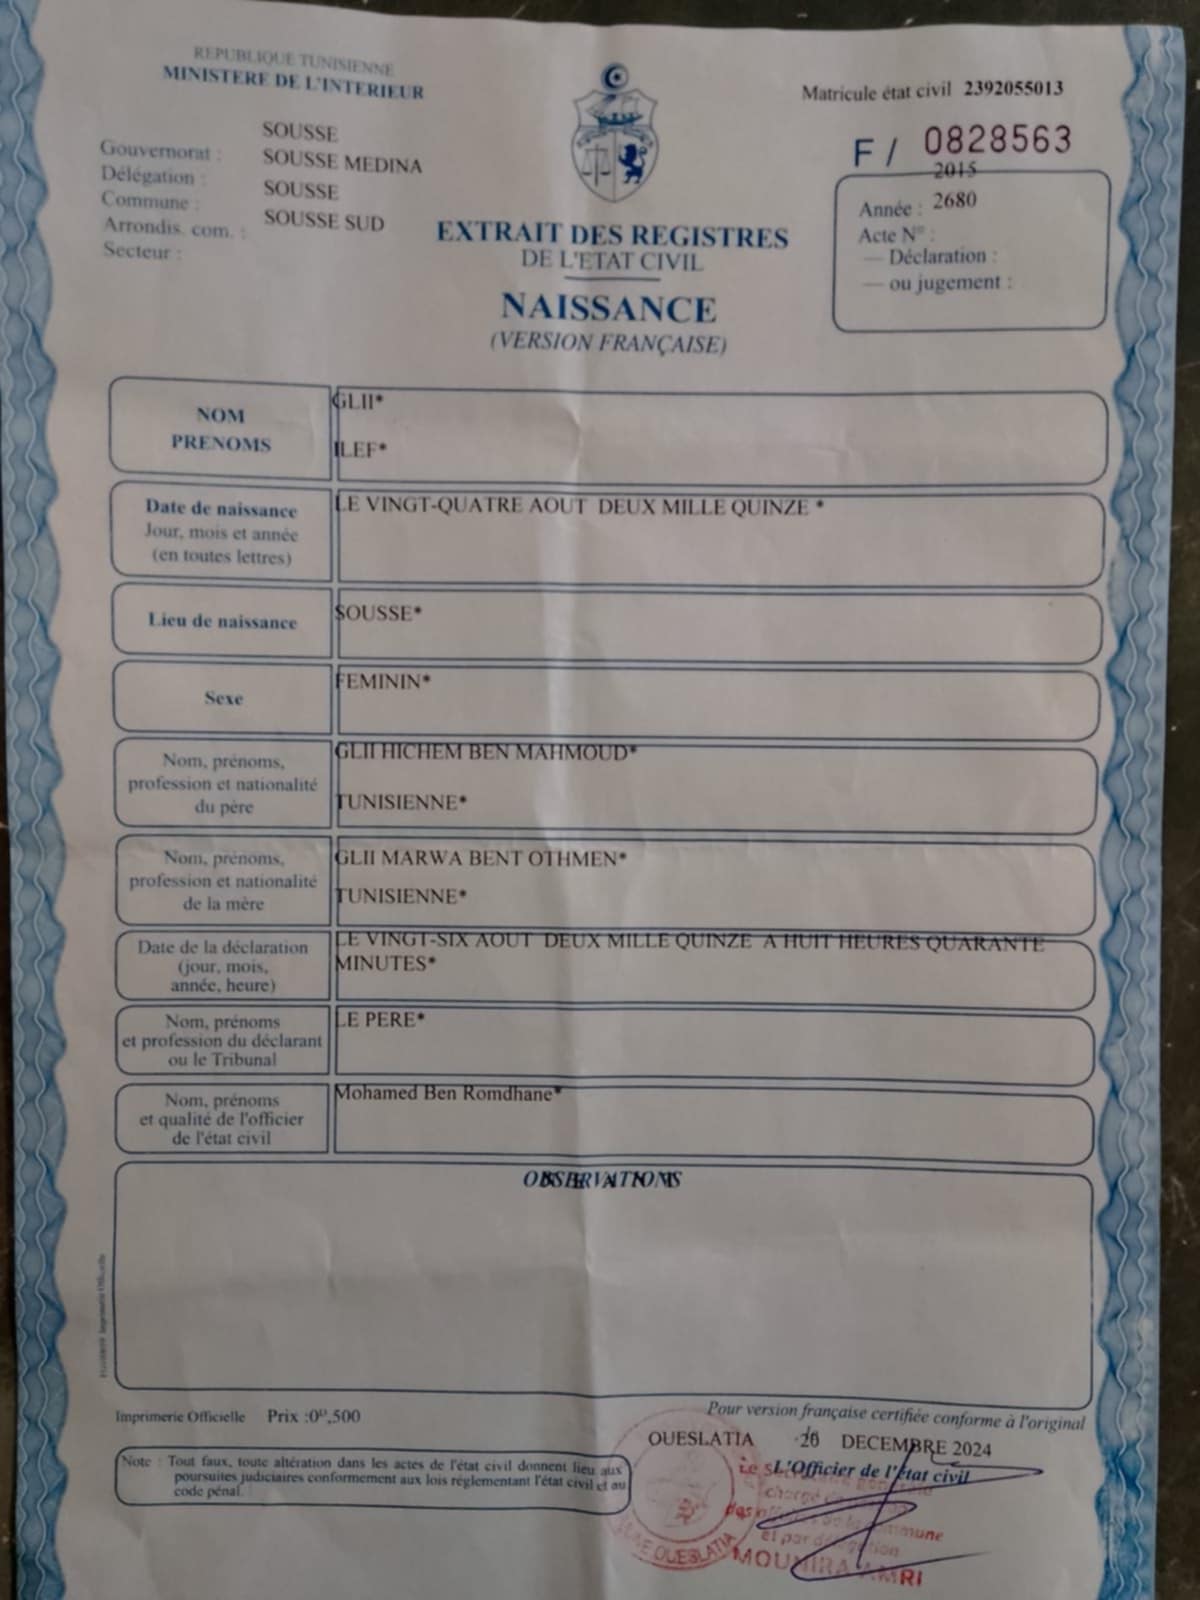 REPUBLIQUE TUNISIENNE
MINISTERE DE L'INTERIEUR
Gouvernorat : SOUSSE
Délégation : SOUSSE MEDINA
Commune : SOUSSE
Arrondis. com. : SOUSSE SUD
Secteur :
Matricule état civil 2392055013
F / 0828563
2015
Année : 2680
Acte N° :
— Déclaration :
— ou jugement :
EXTRAIT DES REGISTRES
DE L'ETAT CIVIL
NAISSANCE
(VERSION FRANÇAISE)
NOM
PRENOMS
GLII*
ILEF*
Date de naissance
Jour, mois et année
(en toutes lettres)
LE VINGT-QUATRE AOUT DEUX MILLE QUINZE *
Lieu de naissance
SOUSSE*
Sexe
FEMININ*
Nom, prénoms,
profession et nationalité
du père
GLII HICHEM BEN MAHMOUD*
TUNISIENNE*
Nom, prénoms,
profession et nationalité
de la mère
GLII MARWA BENT OTHMEN*
TUNISIENNE*
Date de la déclaration
(jour, mois,
année, heure)
LE VINGT-SIX AOUT DEUX MILLE QUINZE A HUIT HEURES QUARANTE
MINUTES*
Nom, prénoms
et profession du déclarant
ou le Tribunal
LE PERE*
Nom, prénoms
et qualité de l'officier
de l'état civil
Mohamed Ben Romdhane*
OBSERVATIONS
Imprimerie Officielle Prix :0ᴰ,500
Note : Tout faux, toute altération dans les actes de l'état civil donnent lieu aux
poursuites judiciaires conformement aux lois réglementant l'état civil et au
code pénal.
Pour version française certifiée conforme à l'original
OUESLATIA 26 DECEMBRE 2024
L'Officier de l'état civil
chargé
commune
et par délégation
MOUNIRA AMRI
OUESLATIA